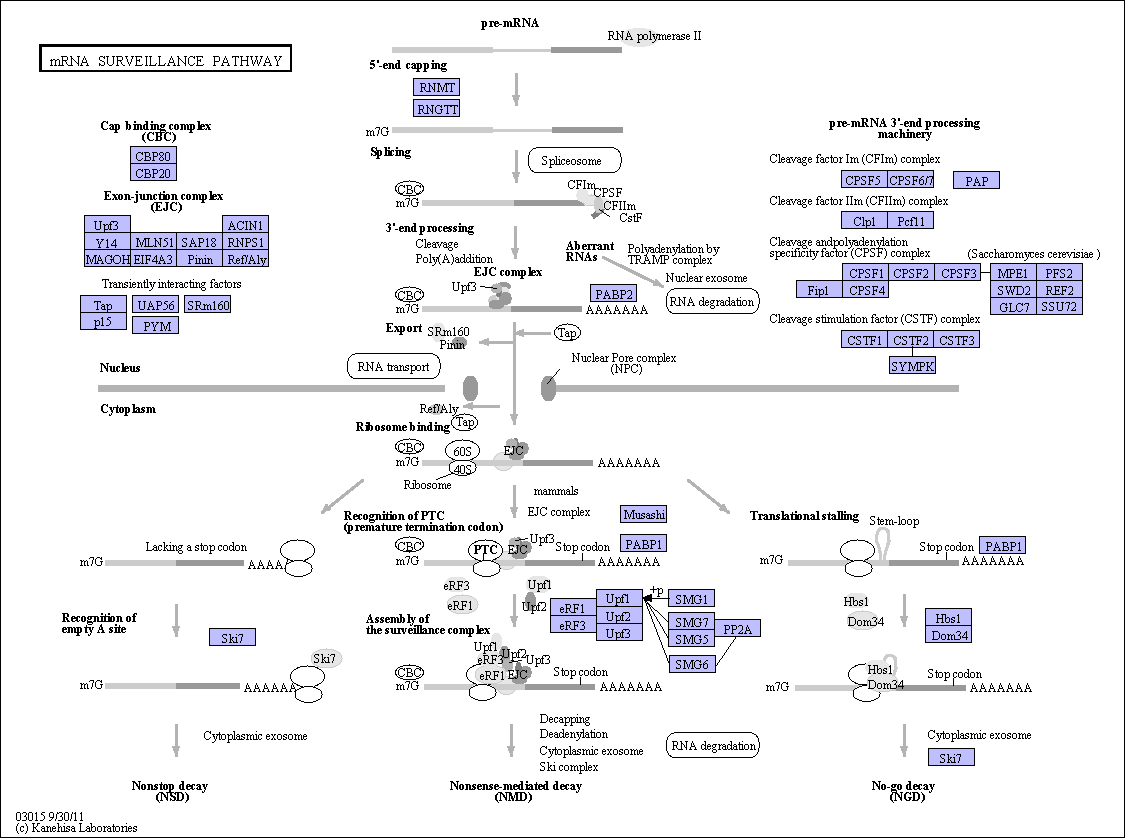 pre-mRNA
RNA polymerase II
mRNA SURVEILLANCE PATHWAY
5'-end capping
RNMT
RNGTT
m7G
Cap binding complex
(CBC)
CBP80
CBP20
Exon-junction complex
(EJC)
Upf3 ACIN1
Y14 MLN51 SAP18 RNPS1
MAGOH EIF4A3 Pinin Ref/Aly
Transiently interacting factors
Tap UAP56 SRm160
p15 PYM
Splicing
Spliceosome
CBC
m7G
CFIm
CPSF
CFIIm
CstF
3'-end processing
Cleavage
Poly(A)addition
Aberrant
RNAs
Polyadenylation by
TRAMP complex
Nuclear exosome
RNA degradation
EJC complex
Upf3
CBC
m7G
PABP2
AAAAAAA
Export
SRm160
Pinin
Tap
RNA transport
Nuclear Pore complex
(NPC)
pre-mRNA 3'-end processing
machinery
Cleavage factor Im (CFIm) complex
CPSF5 CPSF6/7 PAP
Cleavage factor IIm (CFIIm) complex
Clp1 Pcf11
Cleavage andpolyadenylation
specificity factor (CPSF) complex
(Saccharomyces cerevisiae )
CPSF1 CPSF2 CPSF3 MPE1 PFS2
Fip1 CPSF4 SWD2 REF2
GLC7 SSU72
Cleavage stimulation factor (CSTF) complex
CSTF1 CSTF2 CSTF3
SYMPK
Nucleus
Cytoplasm
Ref/Aly
Tap
Ribosome binding
CBC
m7G
60S
40S
EJC
AAAAAAA
Ribosome
mammals
EJC complex
Recognition of PTC
(premature termination codon)
Musashi
PABP1
CBC
m7G
PTC
EJC
Upf3
Stop codon
AAAAAAA
Translational stalling
Stem-loop
m7G
Stop codon
PABP1
AAAAAAA
Lacking a stop codon
m7G
AAAA
Recognition of
empty A site
Ski7
Ski7
m7G
AAAAAA
Cytoplasmic exosome
Nonstop decay
(NSD)
eRF3
eRF1
Upf1
Upf2
Assembly of
the surveillance complex
eRF1
eRF3
Upf1
Upf2
Upf3
+p
SMG1
SMG7
SMG5
PP2A
SMG6
Upf1
Upf2
eRF3
Upf3
eRF1
EJC
CBC
m7G
Stop codon
AAAAAAA
Decapping
Deadenylation
Cytoplasmic exosome
Ski complex
RNA degradation
Nonsense-mediated decay
(NMD)
Hbs1
Dom34
Hbs1
Dom34
Hbs1
Dom34
m7G
Stop codon
AAAAAAA
Cytoplasmic exosome
Ski7
No-go decay
(NGD)
03015 9/30/11
(c) Kanehisa Laboratories